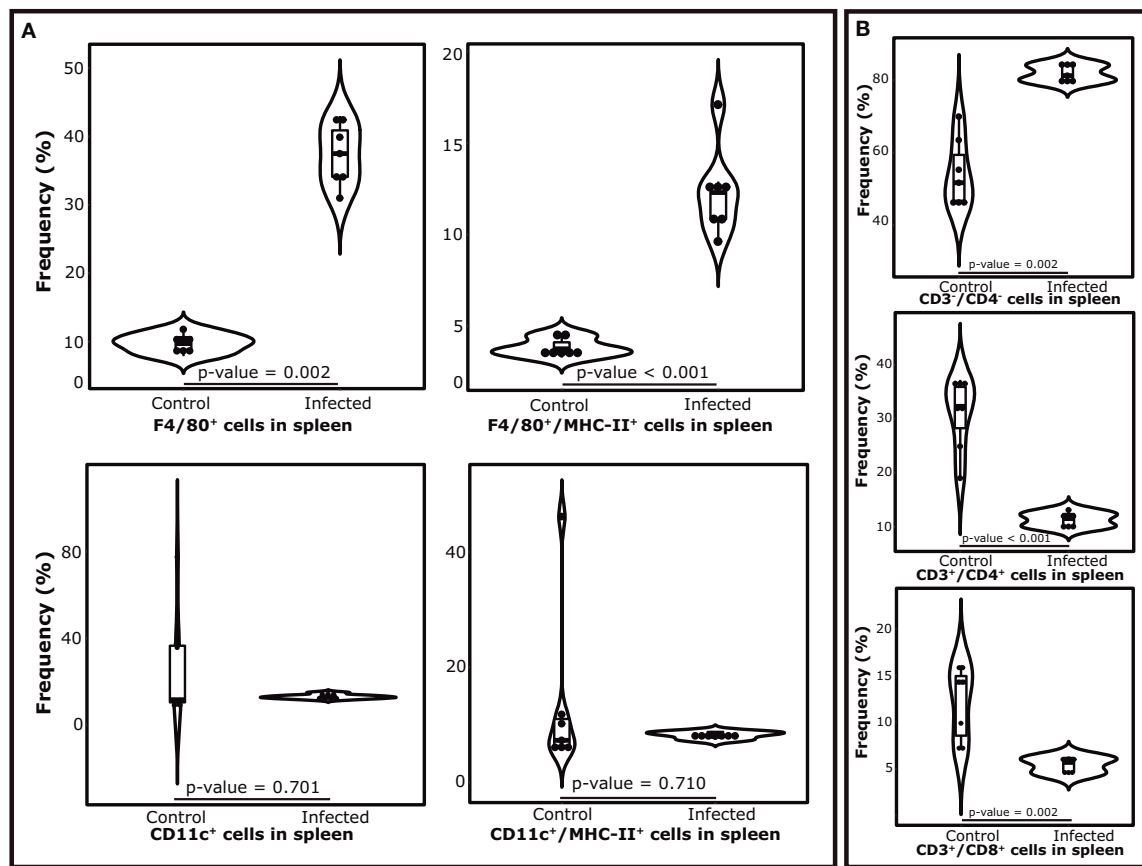 A
Frequency (%)
50
40
30
20
10
0
p-value = 0.002
Control Infected
F4/80⁺ cells in spleen
20
15
10
5
0
p-value < 0.001
Control Infected
F4/80⁺/MHC-II⁺ cells in spleen
Frequency (%)
80
40
0
p-value = 0.701
Control Infected
CD11c⁺ cells in spleen
40
20
0
p-value = 0.710
Control Infected
CD11c⁺/MHC-II⁺ cells in spleen
B
Frequency (%)
80
60
40
p-value = 0.002
Control Infected
CD3⁻/CD4⁻ cells in spleen
Frequency (%)
40
30
20
10
p-value < 0.001
Control Infected
CD3⁺/CD4⁺ cells in spleen
Frequency (%)
20
15
10
5
p-value = 0.002
Control Infected
CD3⁺/CD8⁺ cells in spleen